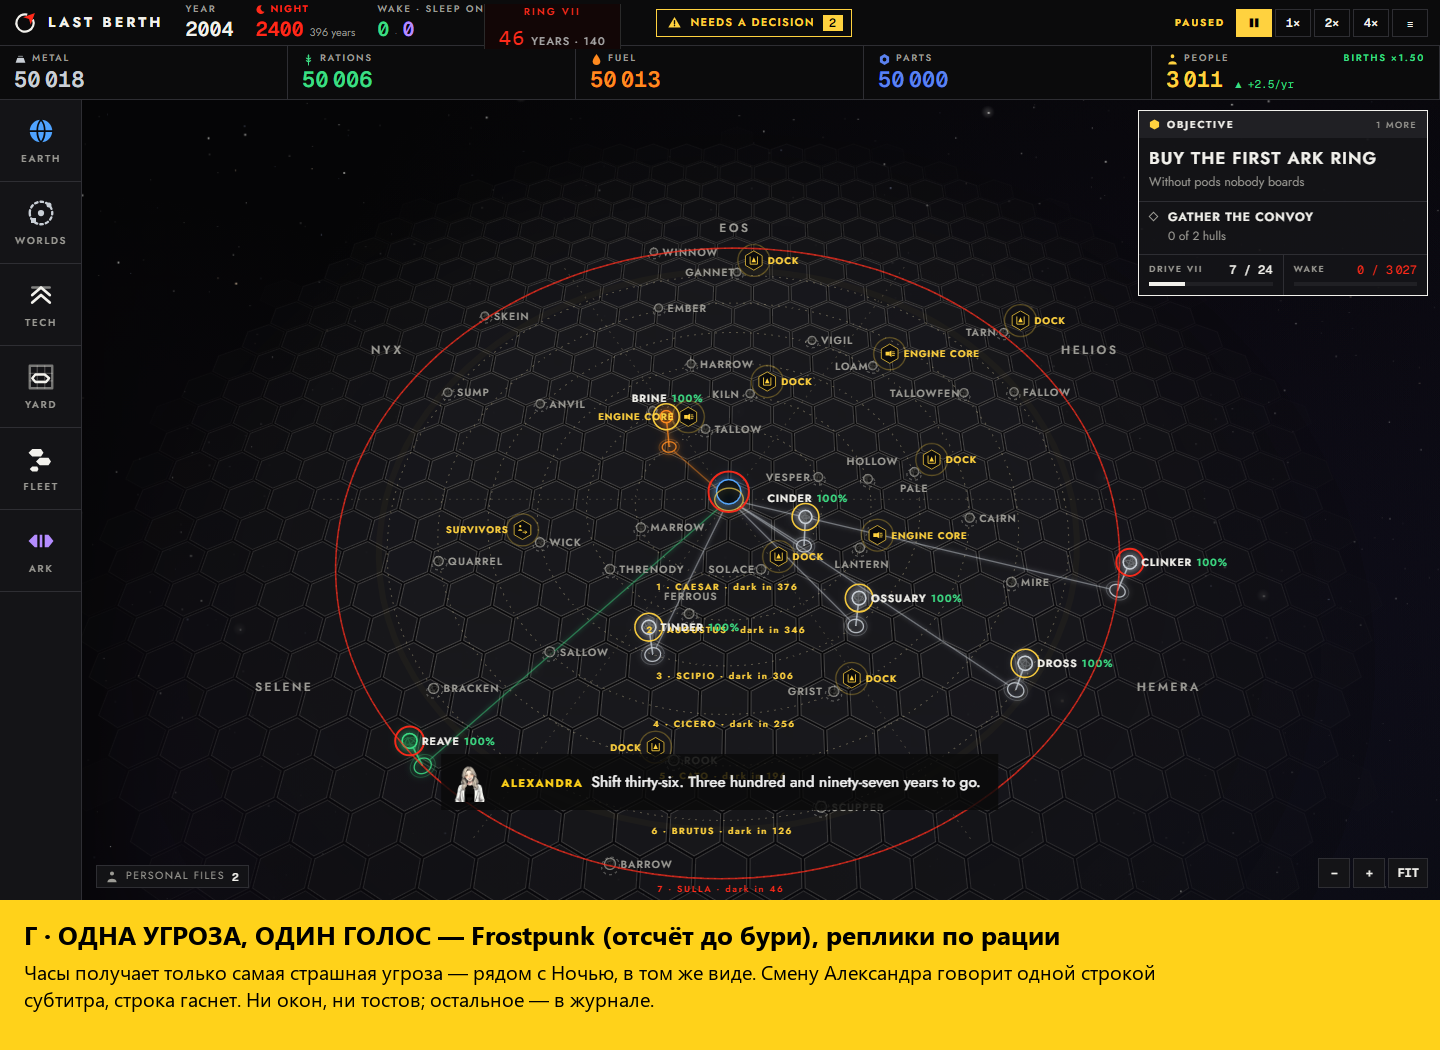 LAST BERTH
YEAR
2004
NIGHT
2400 396 years
WAKE · SLEEP ON
0 · 0
RING VII
46 YEARS · 140
NEEDS A DECISION 2
PAUSED
1×
2×
4×
≡
METAL
50 018
RATIONS
50 006
FUEL
50 013
PARTS
50 000
PEOPLE
3 011 ▲ +2.5/yr
BIRTHS ×1.50
EARTH
WORLDS
TECH
YARD
FLEET
ARK
OBJECTIVE
1 MORE
BUY THE FIRST ARK RING
Without pods nobody boards
GATHER THE CONVOY
0 of 2 hulls
DRIVE VII 7 / 24
WAKE 0 / 3 027
EOS
WINNOW
DOCK
GANNET
EMBER
SKEIN
TARN
DOCK
VIGIL
NYX
HELIOS
LOAM
ENGINE CORE
HARROW
DOCK
SUMP
KILN
TALLOWFEN
FALLOW
BRINE 100%
ANVIL
ENGINE CORE
TALLOW
HOLLOW
DOCK
VESPER
PALE
CINDER 100%
CAIRN
SURVIVORS
MARROW
ENGINE CORE
WICK
DOCK
QUARREL
THRENODY
SOLACE
LANTERN
CLINKER 100%
1 · CAESAR · dark in 376
MIRE
FERROUS
OSSUARY 100%
TINDER 100%
2 · AUGUSTUS · dark in 346
SALLOW
DROSS 100%
3 · SCIPIO · dark in 306
DOCK
SELENE
BRACKEN
GRIST
HEMERA
4 · CICERO · dark in 256
REAVE 100%
DOCK
ROOK
ALEXANDRA Shift thirty-six. Three hundred and ninety-seven years to go.
SCUPPER
6 · BRUTUS · dark in 126
BARROW
7 · SULLA · dark in 46
PERSONAL FILES 2
−
+
FIT
Г · ОДНА УГРОЗА, ОДИН ГОЛОС — Frostpunk (отсчёт до бури), реплики по рации
Часы получает только самая страшная угроза — рядом с Ночью, в том же виде. Смену Александра говорит одной строкой
субтитра, строка гаснет. Ни окон, ни тостов; остальное — в журнале.